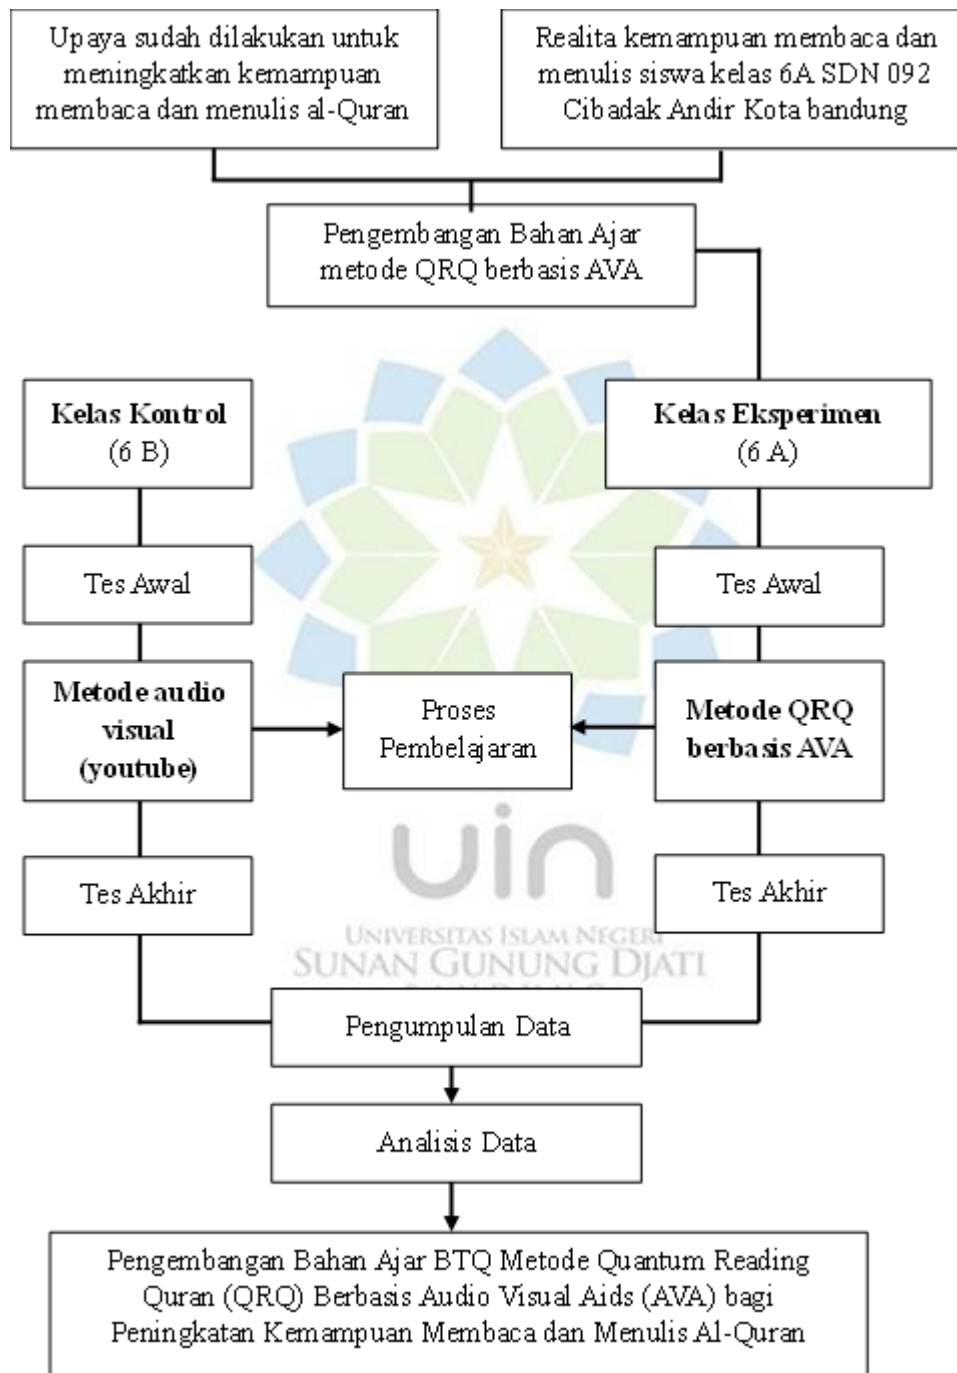 Upaya sudah dilakukan untuk
meningkatkan kemampuan
membaca dan menulis al-Quran
Realita kemampuan membaca dan
menulis siswa kelas 6A SDN 092
Cibadak Andir Kota bandung
Pengembangan Bahan Ajar
metode QRQ berbasis AVA
Kelas Kontrol
(6 B)
Kelas Eksperimen
(6 A)
Tes Awal
Tes Awal
Metode audio
visual
(youtube)
Proses
Pembelajaran
Metode QRQ
berbasis AVA
uin
Tes Akhir
Tes Akhir
UNIVERSITAS ISLAM NEGERI
SUNAN GUNUNG DJATI
Pengumpulan Data
Analisis Data
Pengembangan Bahan Ajar BTQ Metode Quantum Reading
Quran (QRQ) Berbasis Audio Visual Aids (AVA) bagi
Peningkatan Kemampuan Membaca dan Menulis Al-Quran